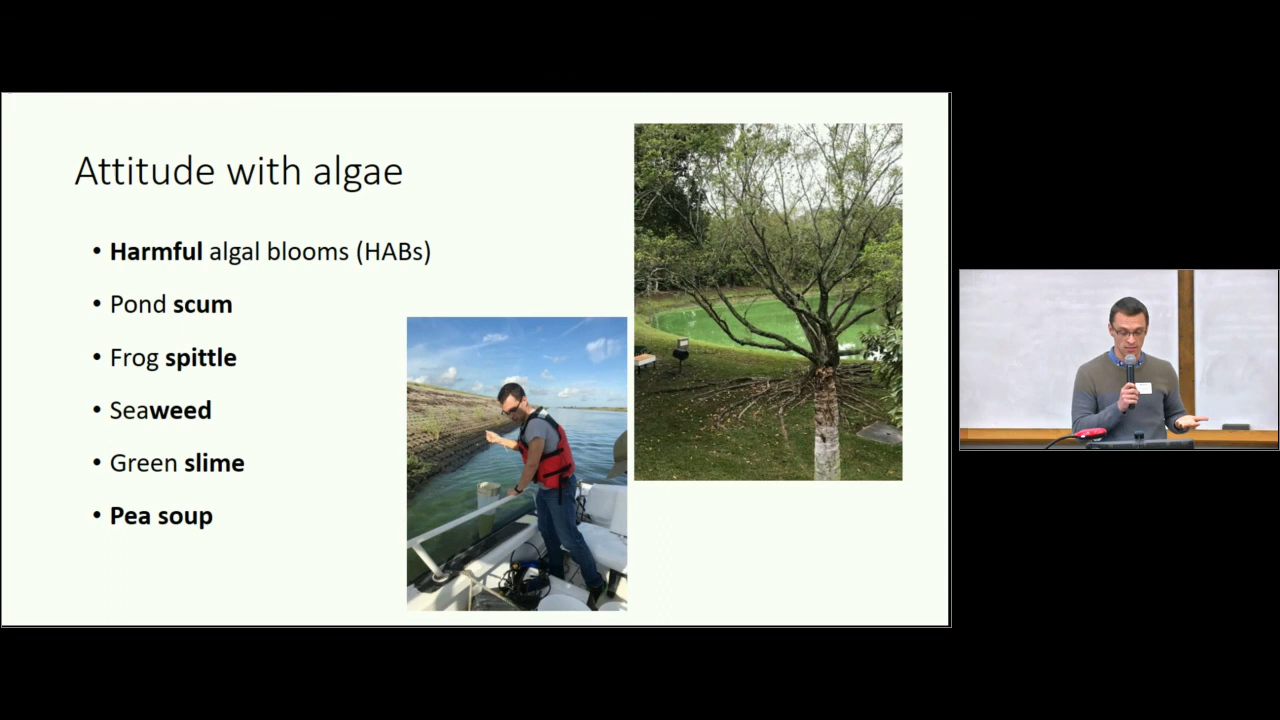 Attitude with algae
• Harmful algal blooms (HABs)
• Pond scum
• Frog spittle
• Seaweed
• Green slime
• Pea soup